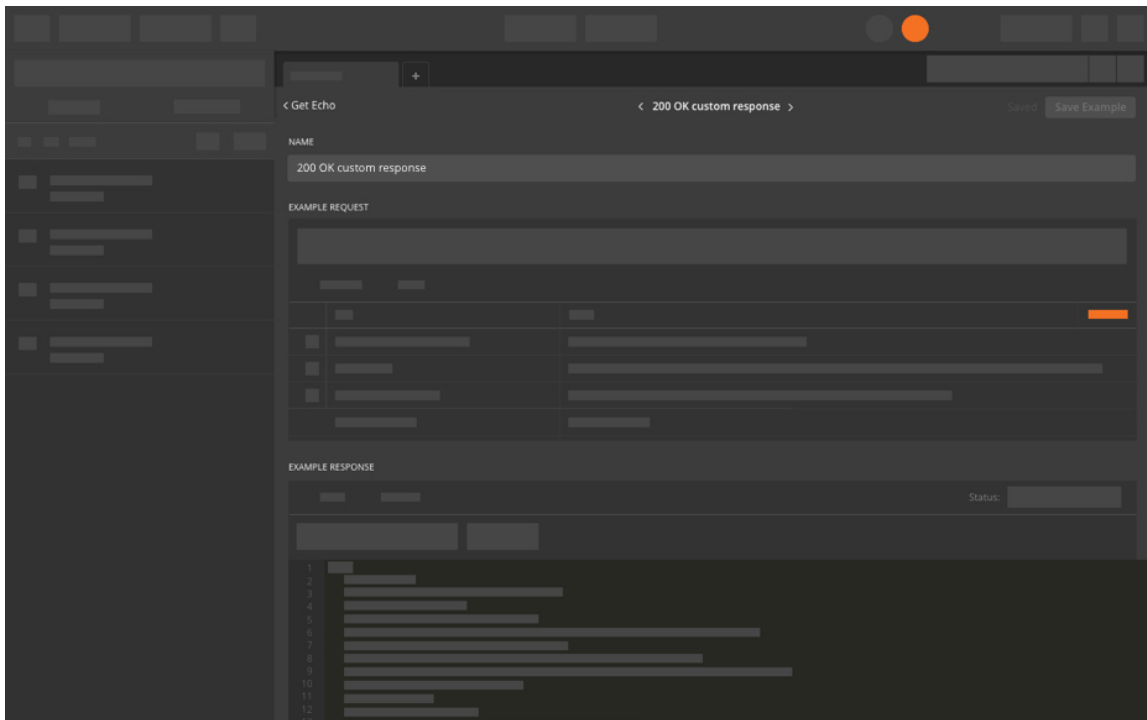 +
< Get Echo
< 200 OK custom response >
Saved
Save Example
NAME
200 OK custom response
EXAMPLE REQUEST
EXAMPLE RESPONSE
Status:
1
2
3
4
5
6
7
8
9
10
11
12